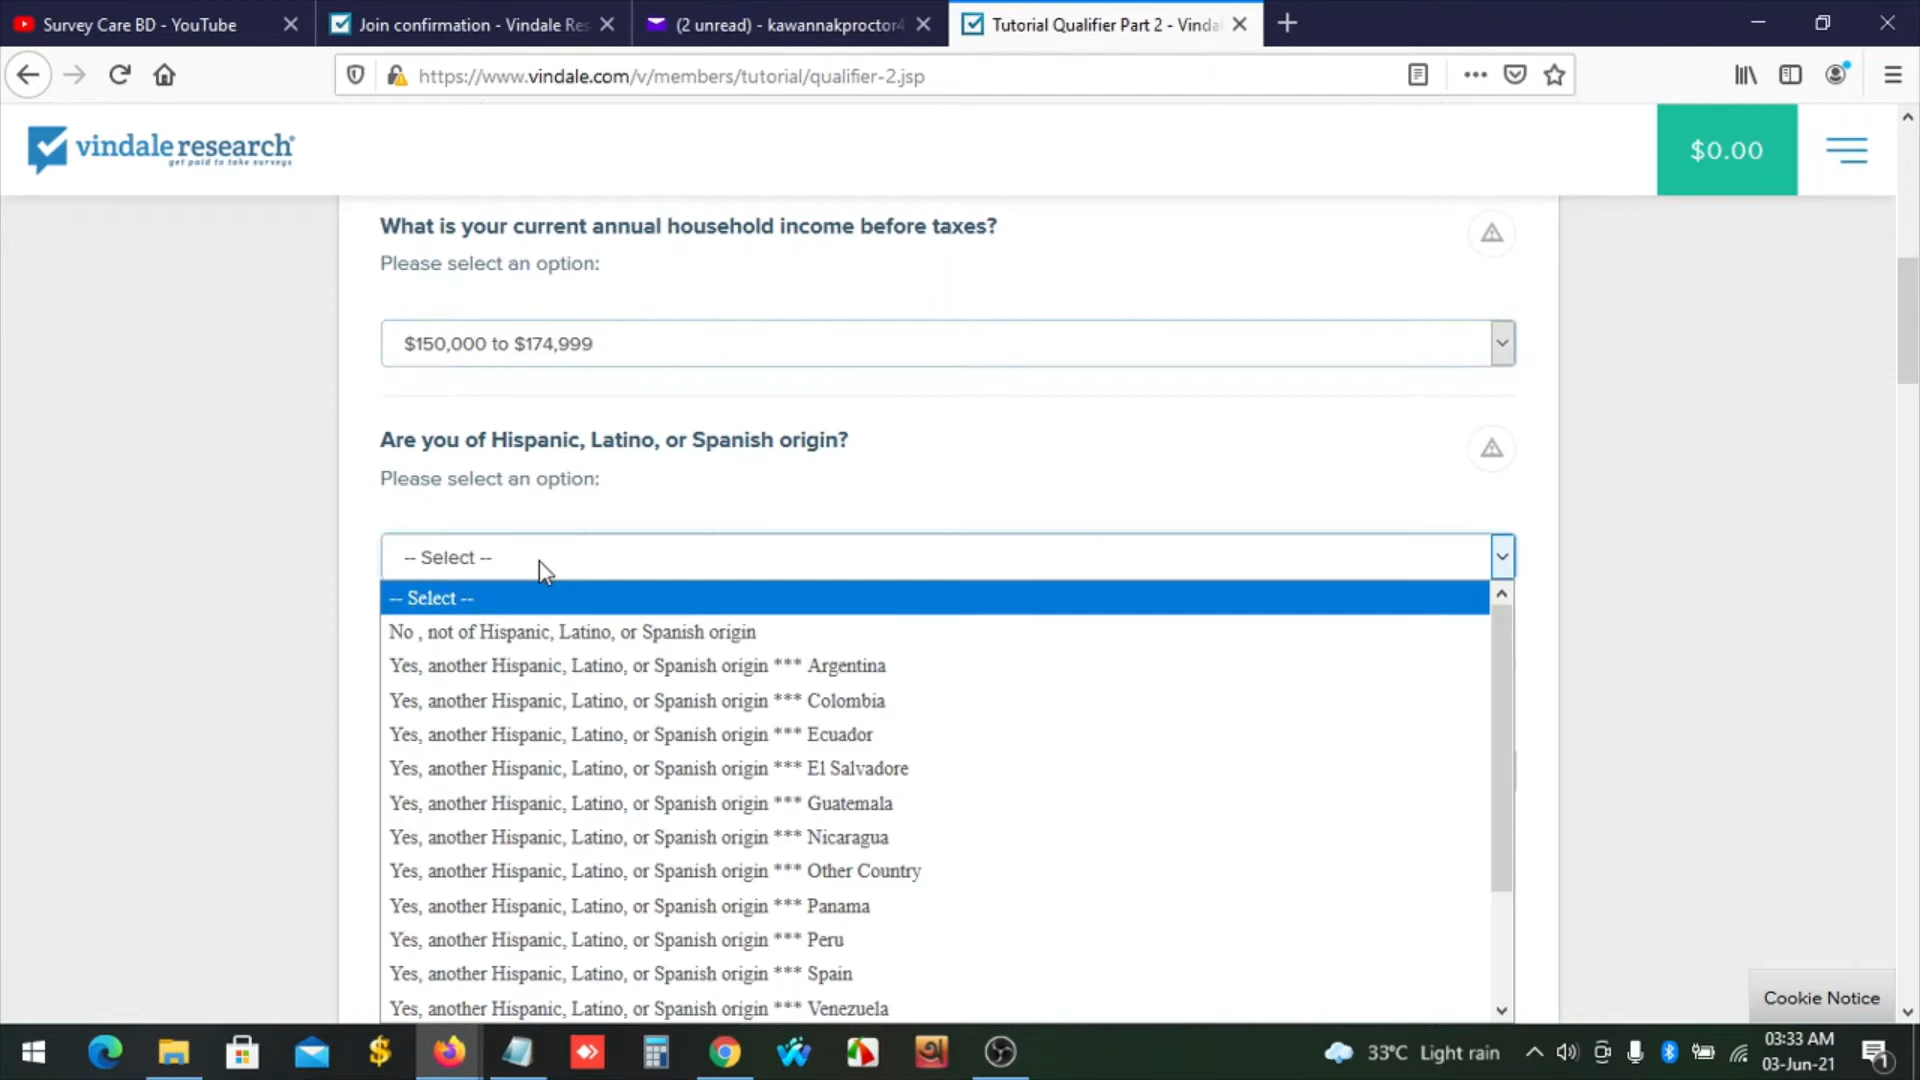 Survey Care BD - YouTube
Join confirmation - Vindale Res
(2 unread) - kawannakproctor4
Tutorial Qualifier Part 2 - Vindal
https://www.vindale.com/v/members/tutorial/qualifier-2.jsp
vindale research
get paid to take surveys
$0.00
What is your current annual household income before taxes?
Please select an option:
$150,000 to $174,999
Are you of Hispanic, Latino, or Spanish origin?
Please select an option:
-- Select --
-- Select --
No , not of Hispanic, Latino, or Spanish origin
Yes, another Hispanic, Latino, or Spanish origin *** Argentina
Yes, another Hispanic, Latino, or Spanish origin *** Colombia
Yes, another Hispanic, Latino, or Spanish origin *** Ecuador
Yes, another Hispanic, Latino, or Spanish origin *** El Salvadore
Yes, another Hispanic, Latino, or Spanish origin *** Guatemala
Yes, another Hispanic, Latino, or Spanish origin *** Nicaragua
Yes, another Hispanic, Latino, or Spanish origin *** Other Country
Yes, another Hispanic, Latino, or Spanish origin *** Panama
Yes, another Hispanic, Latino, or Spanish origin *** Peru
Yes, another Hispanic, Latino, or Spanish origin *** Spain
Yes, another Hispanic, Latino, or Spanish origin *** Venezuela
Cookie Notice
33°C Light rain
03:33 AM
03-Jun-21
1